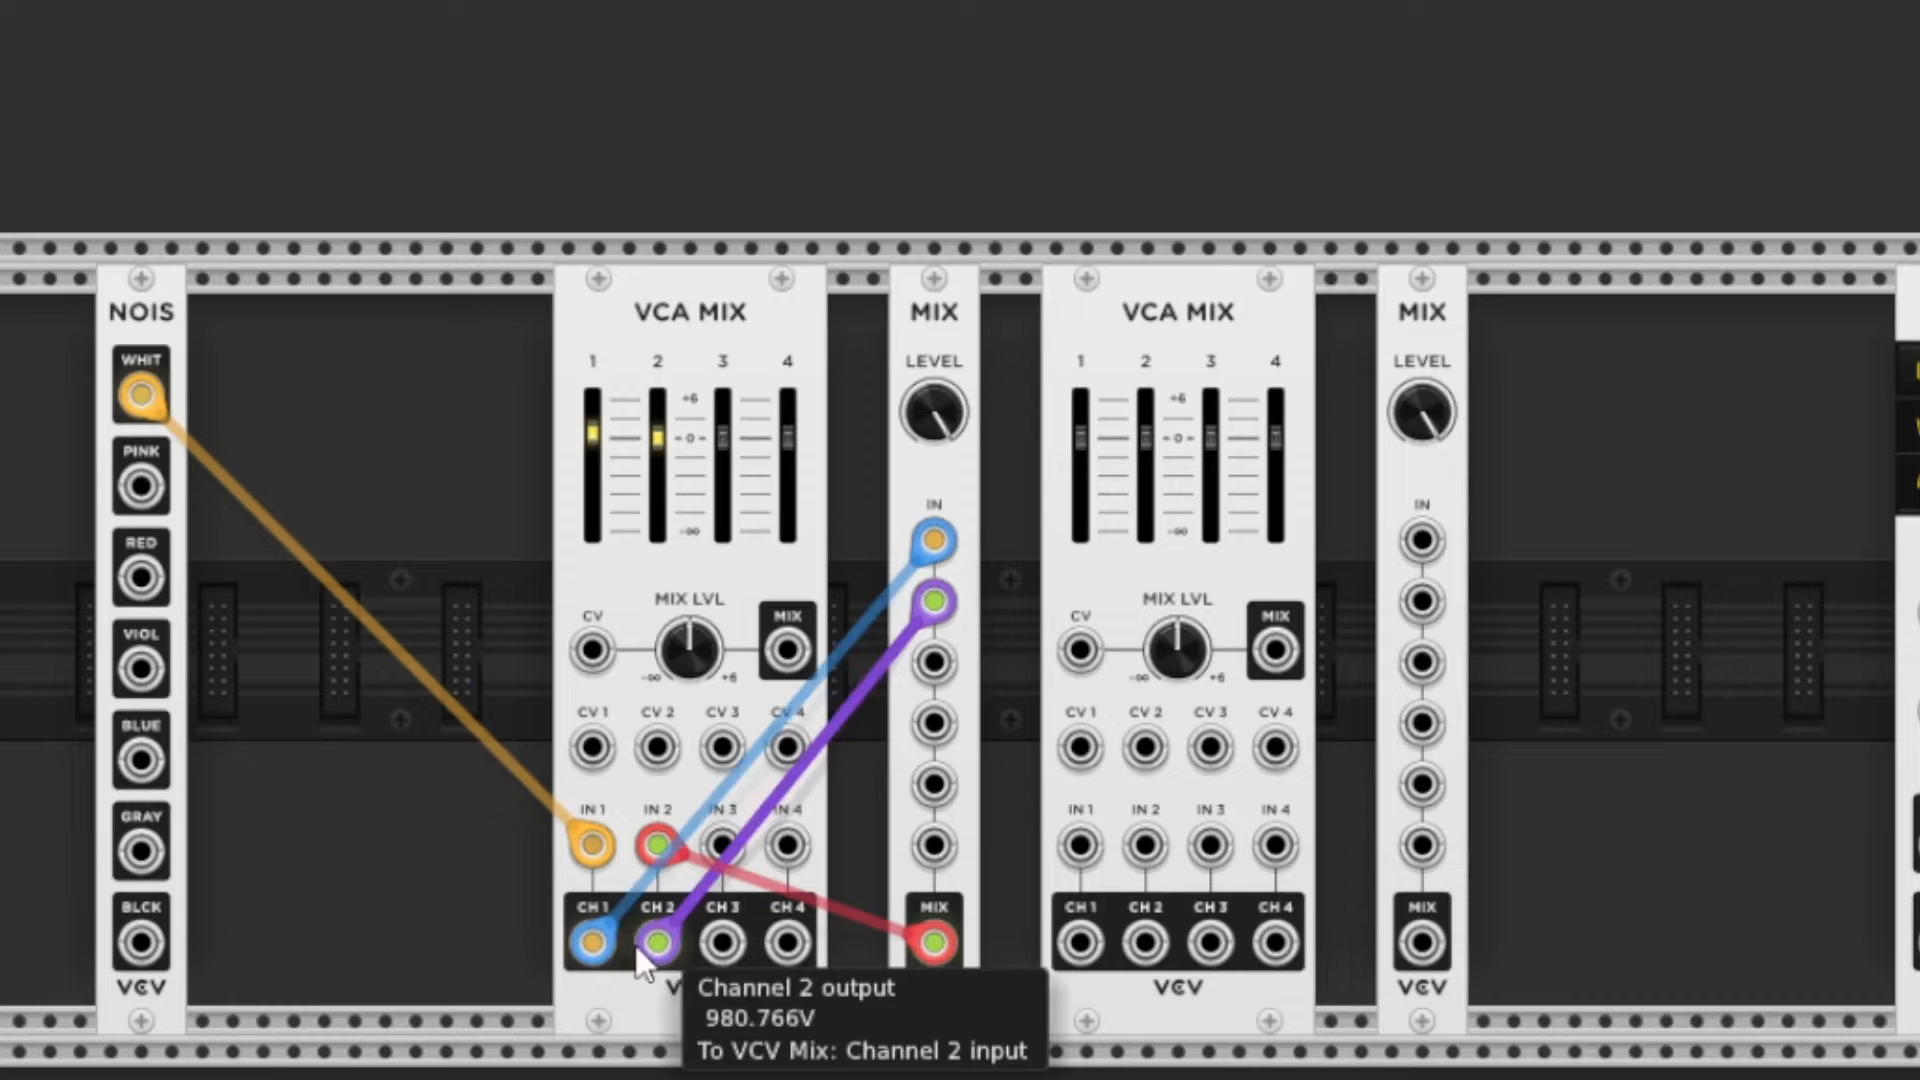 NOIS
WHIT
PINK
RED
VIOL
BLUE
GRAY
BLCK
VCV
VCA MIX
1 2 3 4
+6
-0-
-∞
MIX LVL
CV
MIX
-∞ +6
CV 1 CV 2 CV 3 CV 4
IN 1 IN 2 IN 3 IN 4
CH 1 CH 2 CH 3 CH 4
MIX
LEVEL
IN
MIX
Channel 2 output
980.766V
To VCV Mix: Channel 2 input
VCA MIX
1 2 3 4
+6
-0-
-∞
MIX LVL
CV
MIX
-∞ +6
CV 1 CV 2 CV 3 CV 4
IN 1 IN 2 IN 3 IN 4
CH 1 CH 2 CH 3 CH 4
VCV
MIX
LEVEL
IN
MIX
VCV